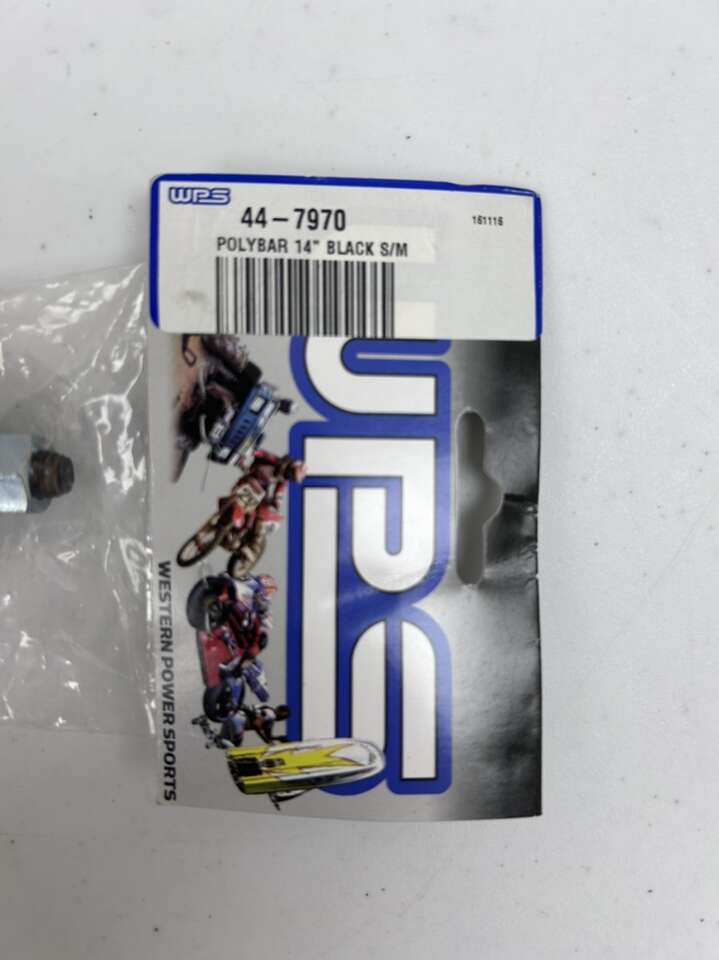 WPS
44-7970
161116
POLYBAR 14" BLACK S/M
WPS
WESTERN POWER SPORTS